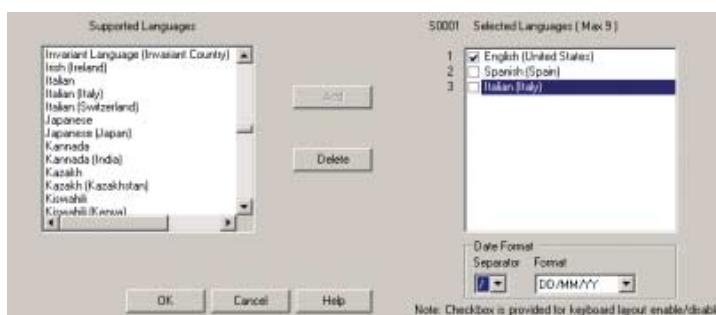 Supported Languages
Invariant Language (Invariant Country)
Irish (Ireland)
Italian
Italian (Italy)
Italian (Switzerland)
Japanese
Japanese (Japan)
Kannada
Kannada (India)
Kazakh
Kazakh (Kazakhstan)
Kiswahili
Kiswahili (Kenya)
Add
Delete
OK
Cancel
Help
S0001 Selected Languages ( Max 9 )
1 English (United States)
2 Spanish (Spain)
3 Italian (Italy)
Date Format
Separator Format
/ DD/MM/YY
Note: Checkbox is provided for keyboard layout enable/disabl